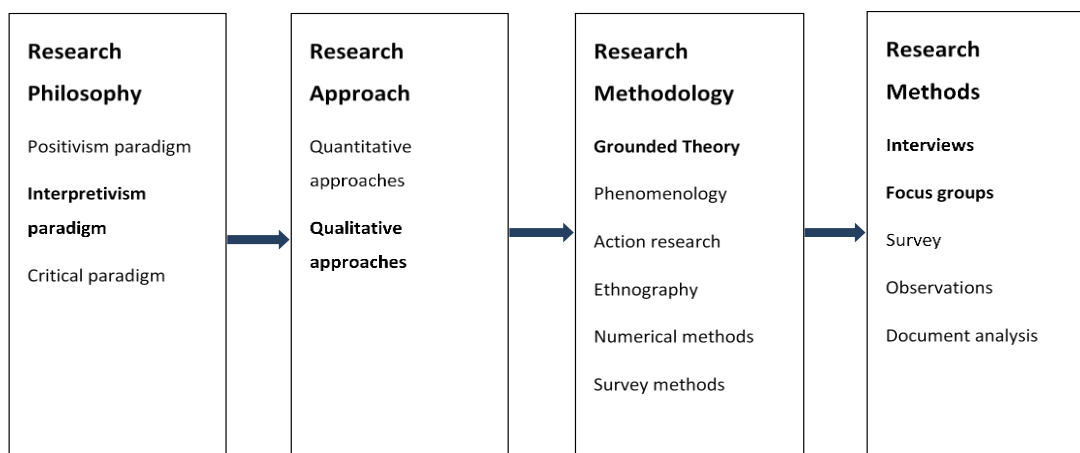 Research
Philosophy
Positivism paradigm
Interpretivism
paradigm
Critical paradigm
Research
Approach
Quantitative
approaches
Qualitative
approaches
Research
Methodology
Grounded Theory
Phenomenology
Action research
Ethnography
Numerical methods
Survey methods
Research
Methods
Interviews
Focus groups
Survey
Observations
Document analysis